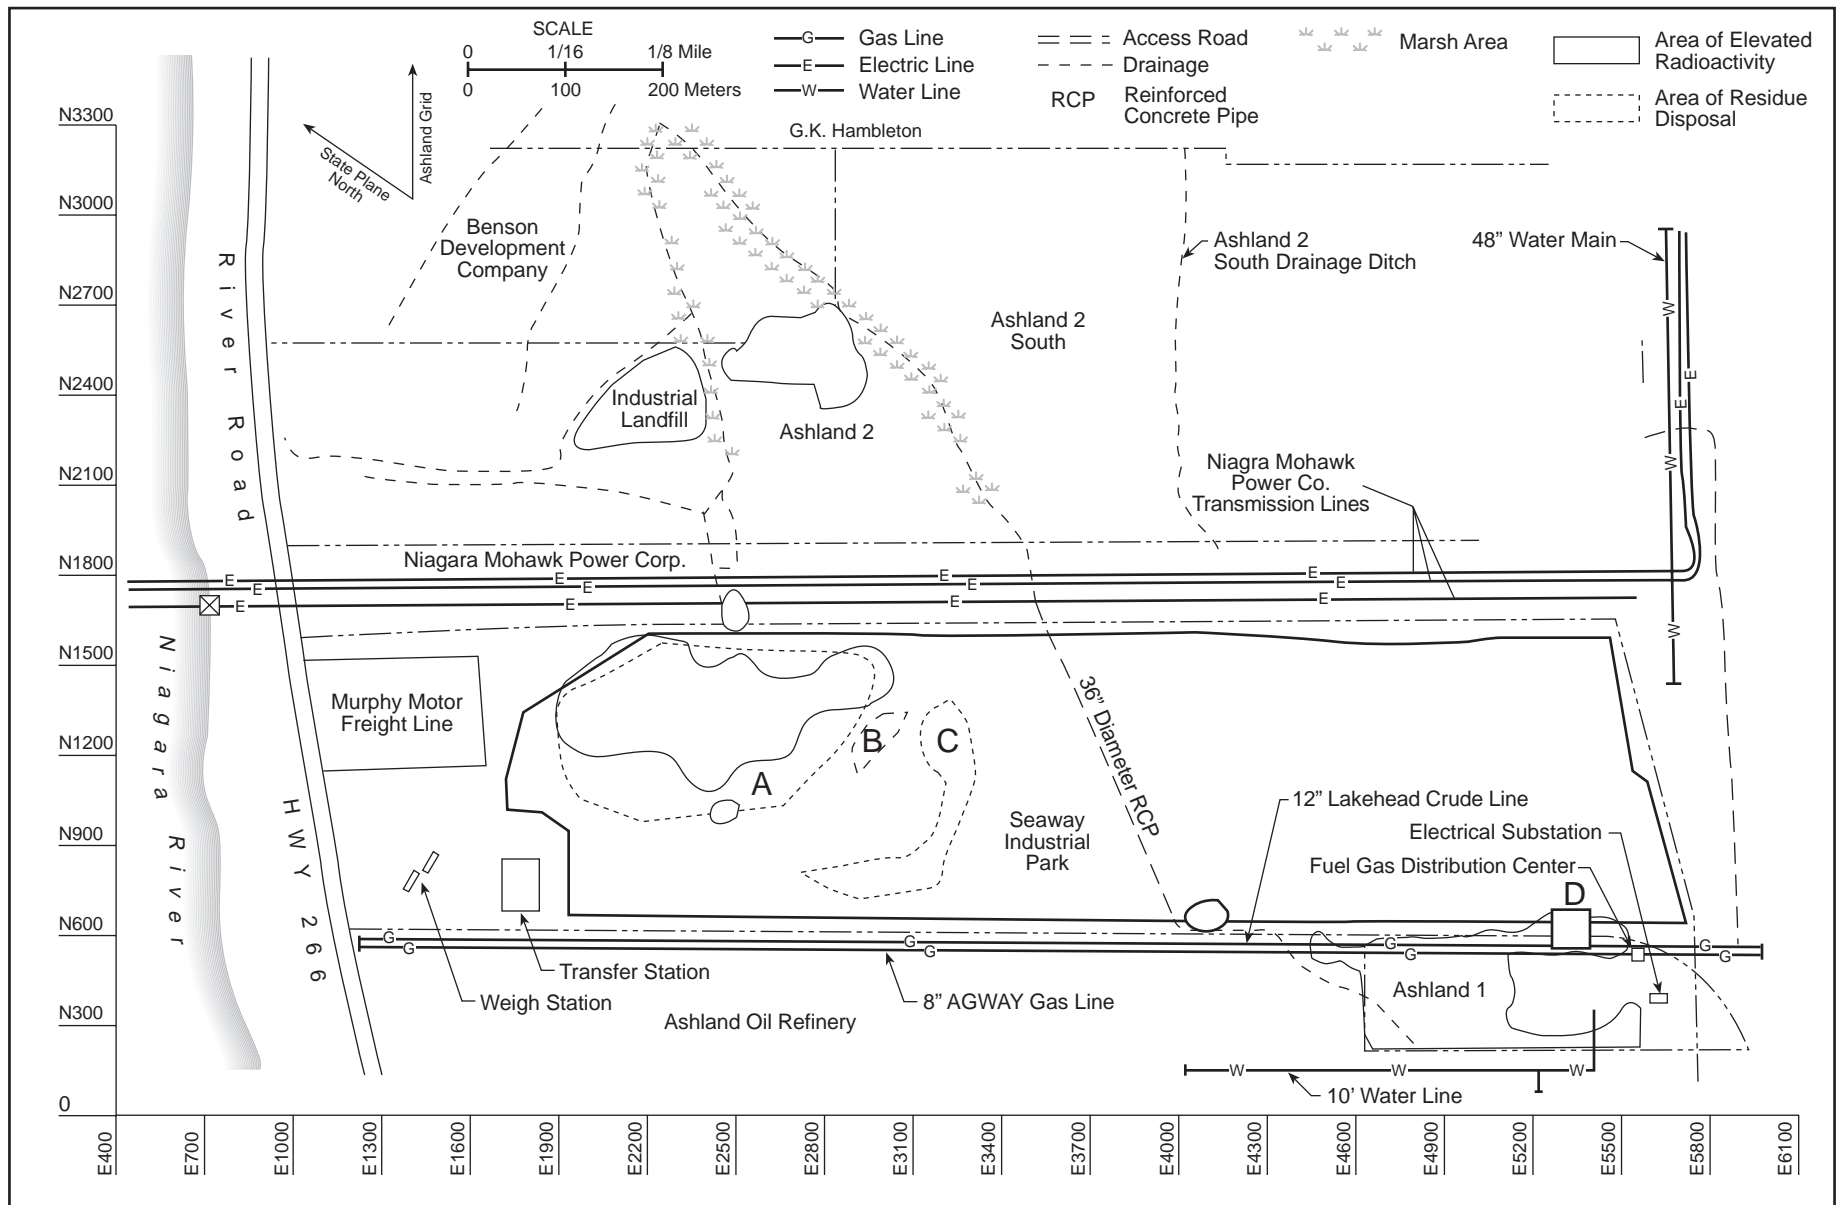 SCALE
0 1/16 1/8 Mile
0 100 200 Meters
Ashland Grid
State Plane
North
G Gas Line
E Electric Line
W Water Line
Access Road
Drainage
RCP Reinforced
Concrete Pipe
Marsh Area
Area of Elevated
Radioactivity
Area of Residue
Disposal
G.K. Hambleton
N3300
N3000
N2700
N2400
N2100
N1800
N1500
N1200
N900
N600
N300
0
River Road
HWY 266
Niagara River
Benson
Development
Company
Ashland 2
South Drainage Ditch
48” Water Main
Ashland 2
South
Industrial
Landfill
Ashland 2
Niagra Mohawk
Power Co.
Transmission Lines
W
W
W
E
E
Niagara Mohawk Power Corp.
E E E E
E E E E
E E E E
Murphy Motor
Freight Line
A
B
C
D
36” Diameter RCP
Seaway
Industrial
Park
12” Lakehead Crude Line
Electrical Substation
Fuel Gas Distribution Center
G G G G
G G G G
Transfer Station
Weigh Station
8” AGWAY Gas Line
Ashland 1
Ashland Oil Refinery
W W W
10’ Water Line
E400
E700
E1000
E1300
E1600
E1900
E2200
E2500
E2800
E3100
E3400
E3700
E4000
E4300
E4600
E4900
E5200
E5500
E5800
E6100